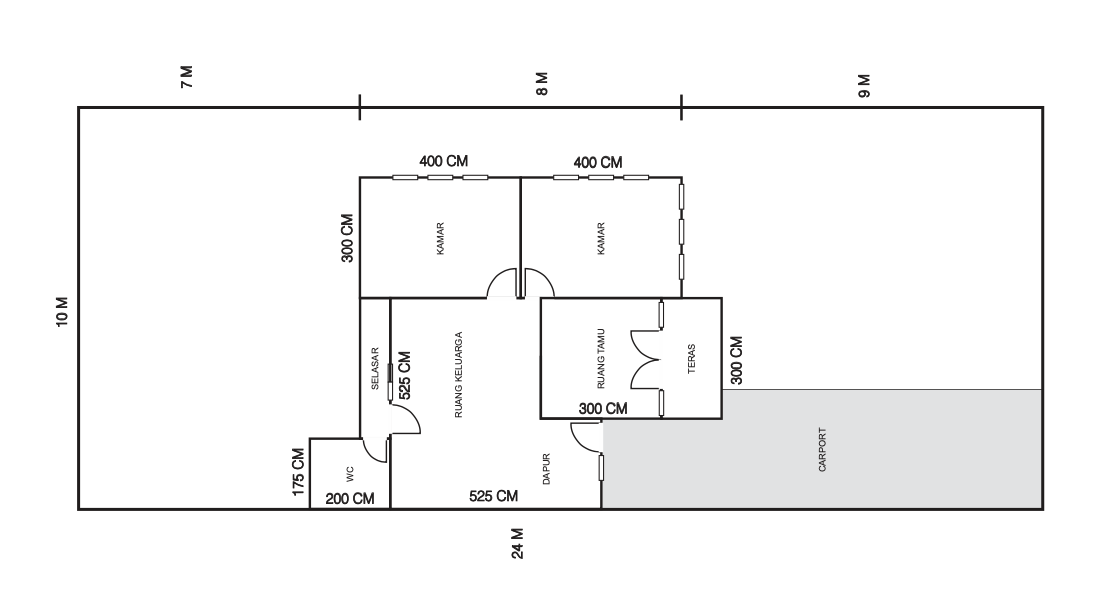 7 M
8 M
9 M
400 CM
400 CM
300 CM
KAMAR
KAMAR
10 M
SELASAR
525 CM
RUANG KELUARGA
RUANG TAMU
TERAS
300 CM
300 CM
CARPORT
175 CM
WC
200 CM
525 CM
DAPUR
24 M